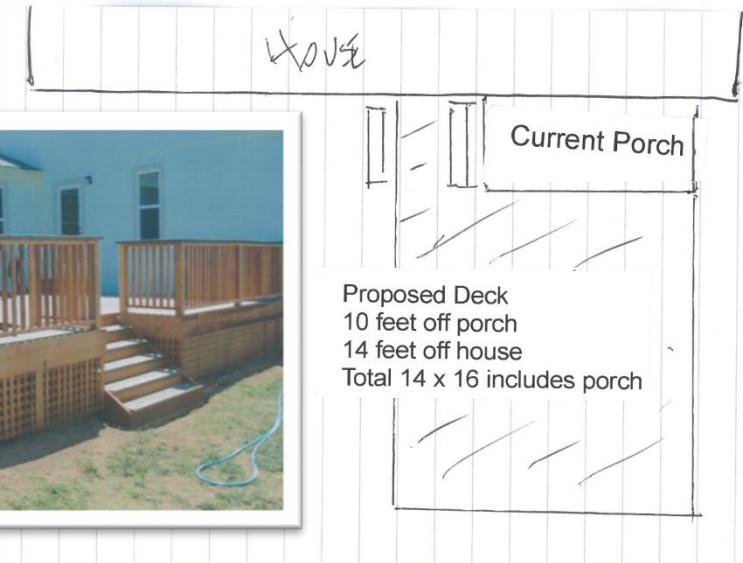 House
Current Porch
Proposed Deck
10 feet off porch
14 feet off house
Total 14 x 16 includes porch